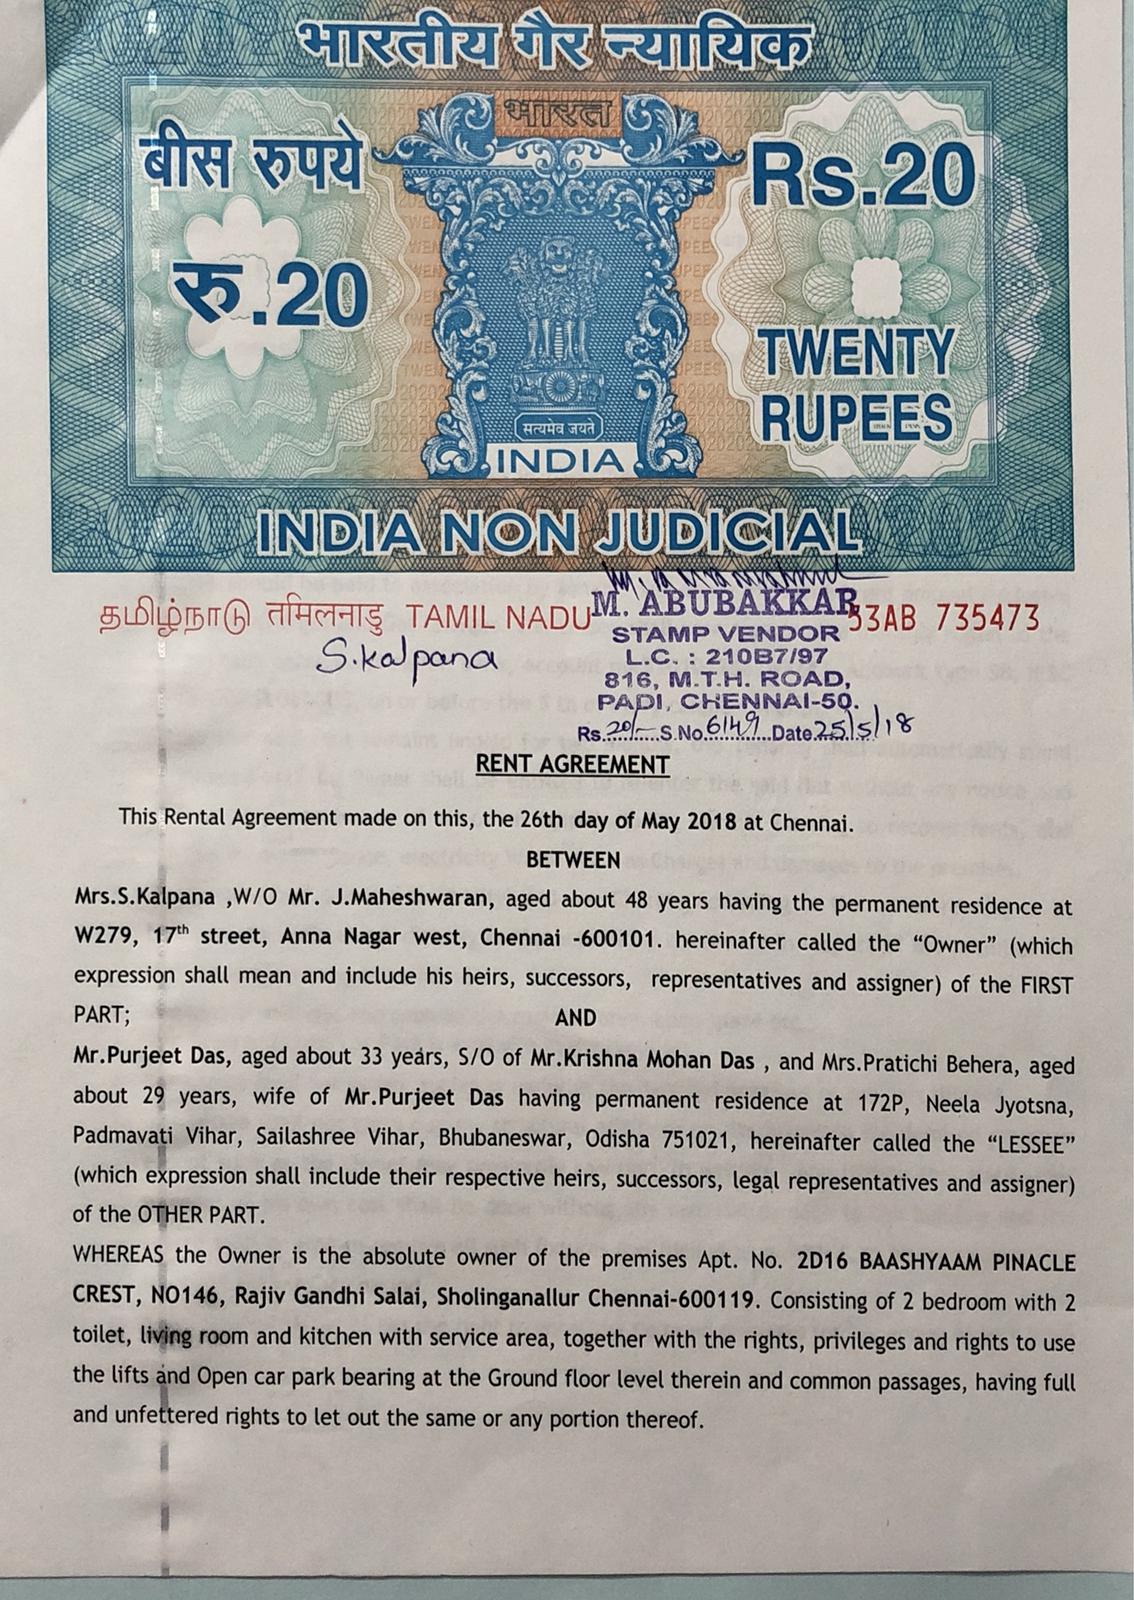 भारतीय गैर न्यायिक
भारत
बीस रुपये
Rs.20
रु.20
TWENTY
RUPEES
सत्यमेव जयते
INDIA
INDIA NON JUDICIAL
தமிழ்நாடு तमिलनाडु TAMIL NADU
53AB 735473
S.Kalpana
M. ABUBAKKAR
STAMP VENDOR
L.C. : 210B7/97
816, M.T.H. ROAD,
PADI, CHENNAI-50.
Rs. 20/- S.No. 6149 Date 25/5/18
RENT AGREEMENT
This Rental Agreement made on this, the 26th day of May 2018 at Chennai.
BETWEEN
Mrs.S.Kalpana ,W/O Mr. J.Maheshwaran, aged about 48 years having the permanent residence at
W279, 17th street, Anna Nagar west, Chennai -600101. hereinafter called the “Owner” (which
expression shall mean and include his heirs, successors, representatives and assigner) of the FIRST
PART; AND
Mr.Purjeet Das, aged about 33 years, S/O of Mr.Krishna Mohan Das , and Mrs.Pratichi Behera, aged
about 29 years, wife of Mr.Purjeet Das having permanent residence at 172P, Neela Jyotsna,
Padmavati Vihar, Sailashree Vihar, Bhubaneswar, Odisha 751021, hereinafter called the “LESSEE”
(which expression shall include their respective heirs, successors, legal representatives and assigner)
of the OTHER PART.
WHEREAS the Owner is the absolute owner of the premises Apt. No. 2D16 BAASHYAAM PINACLE
CREST, NO146, Rajiv Gandhi Salai, Sholinganallur Chennai-600119. Consisting of 2 bedroom with 2
toilet, living room and kitchen with service area, together with the rights, privileges and rights to use
the lifts and Open car park bearing at the Ground floor level therein and common passages, having full
and unfettered rights to let out the same or any portion thereof.